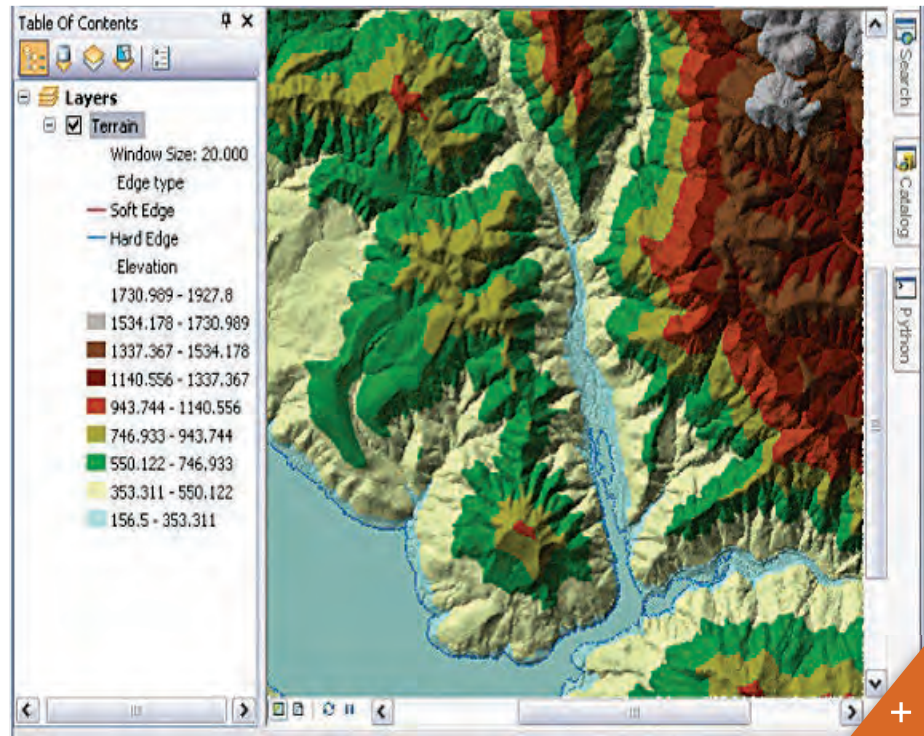 Table Of Contents
Layers
Terrain
Window Size: 20.000
Edge type
Soft Edge
Hard Edge
Elevation
1730.989 - 1927.8
1534.178 - 1730.989
1337.367 - 1534.178
1140.556 - 1337.367
943.744 - 1140.556
746.933 - 943.744
550.122 - 746.933
353.311 - 550.122
156.5 - 353.311
Search
Catalog
Python